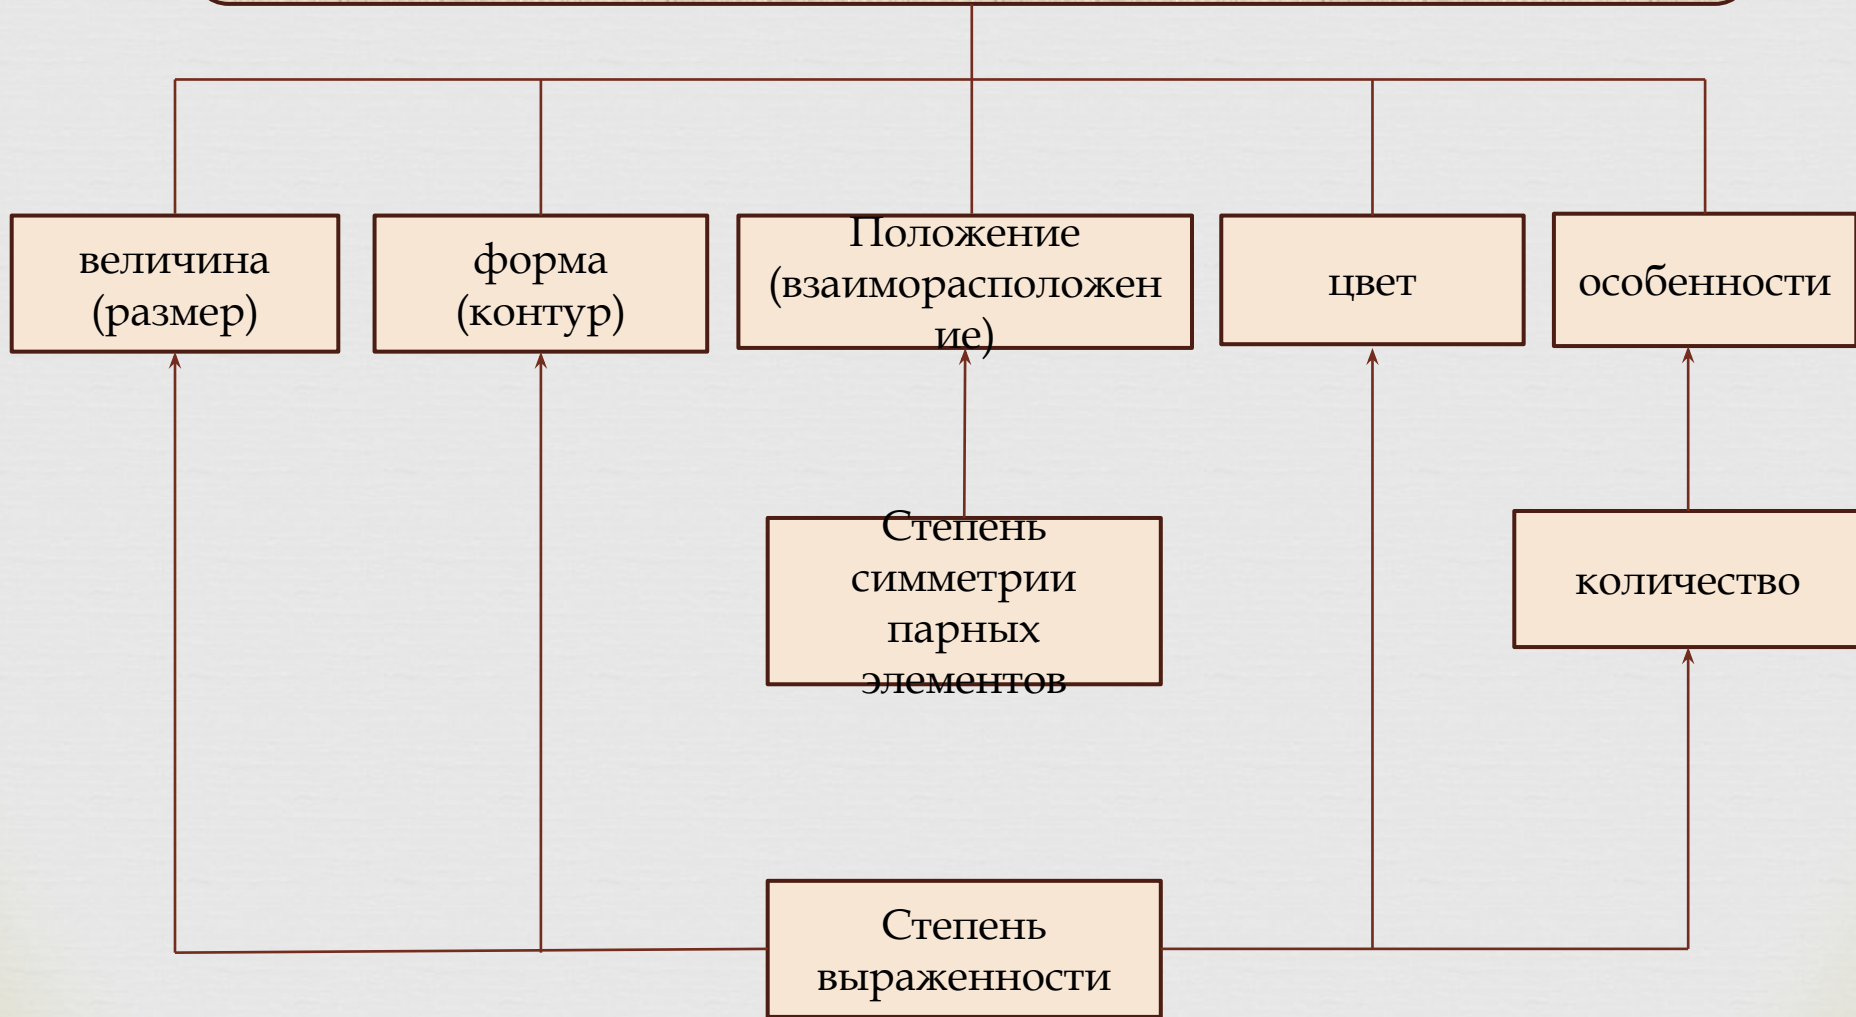 величина
(размер)
форма
(контур)
Положение
(взаиморасположен
ие)
цвет
особенности
Степень
симметрии
парных
элементов
количество
Степень
выраженности